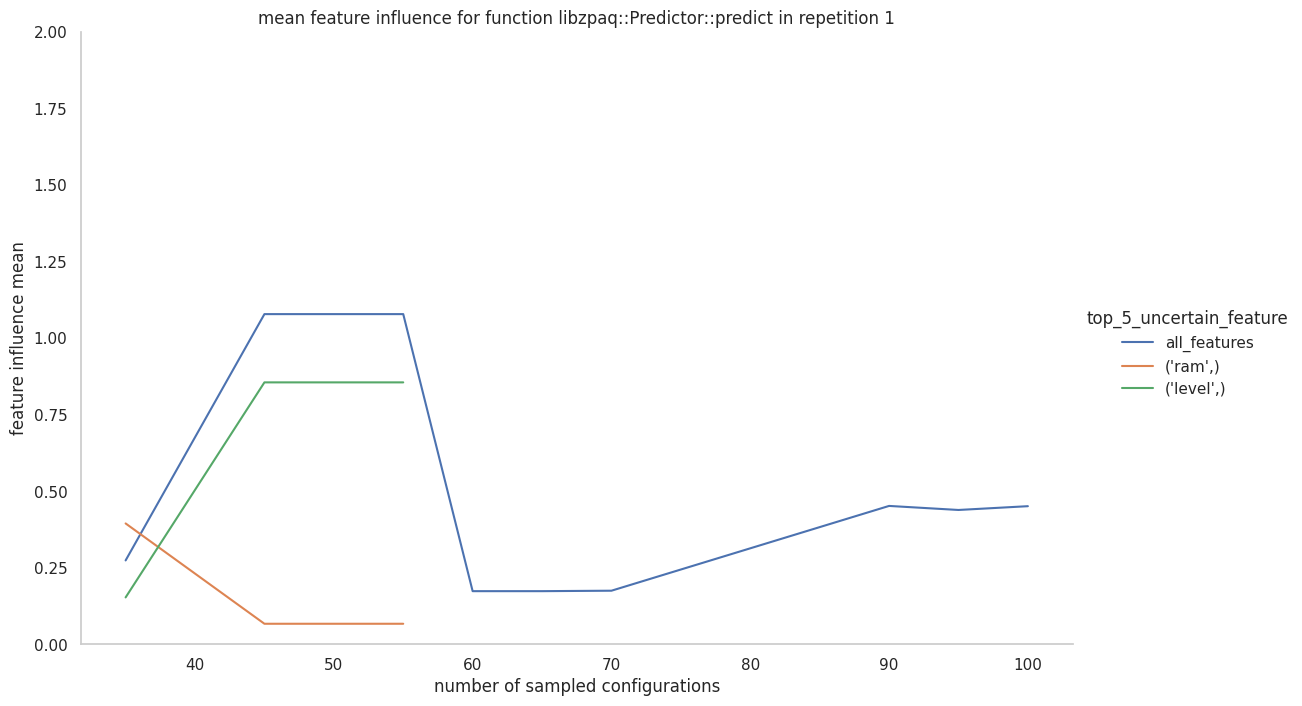 mean feature influence for function libzpaq::Predictor::predict in repetition 1
2.00
1.75
1.50
1.25
1.00
0.75
0.50
0.25
0.00
feature influence mean
40 50 60 70 80 90 100
number of sampled configurations
top_5_uncertain_feature
all_features
('ram',)
('level',)